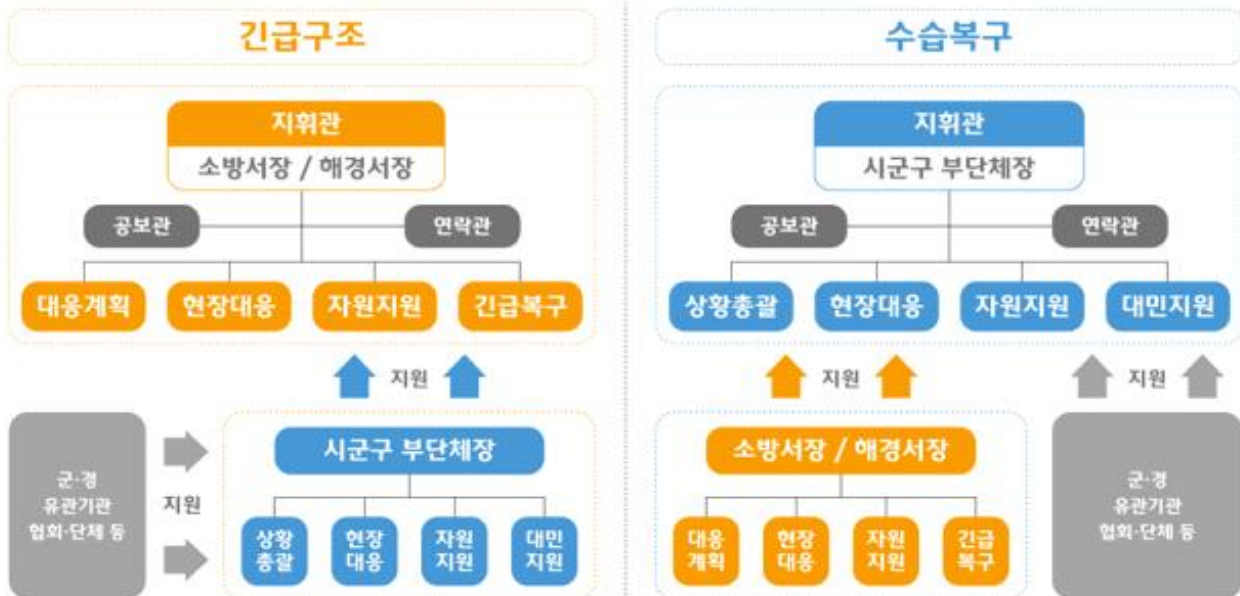 긴급구조
지휘관
소방서장 / 해경서장
공보관
연락관
대응계획
현장대응
자원지원
긴급복구
지원
군·경
유관기관
협회·단체 등
지원
시군구 부단체장
상황
총괄
현장
대응
자원
지원
대민
지원
수습복구
지휘관
시군구 부단체장
공보관
연락관
상황총괄
현장대응
자원지원
대민지원
지원
지원
소방서장 / 해경서장
대응
계획
현장
대응
자원
지원
긴급
복구
군·경
유관기관
협회·단체 등